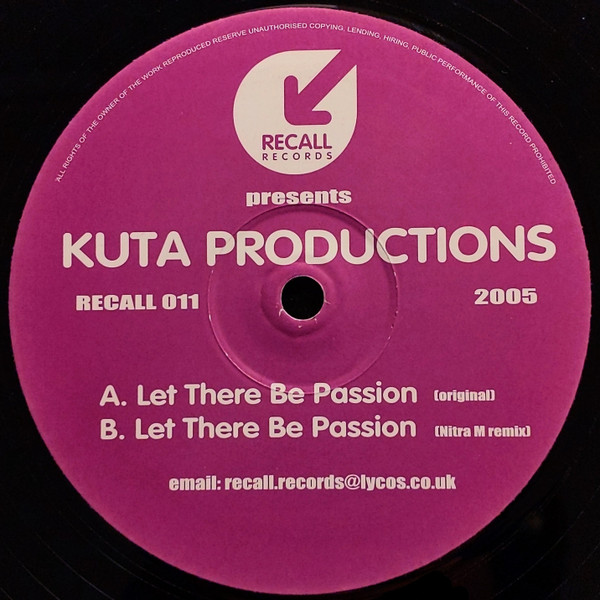 ALL RIGHTS OF THE OWNER OF THE WORK REPRODUCED RESERVE UNAUTHORISED COPYING, LENDING, HIRING, PUBLIC PERFORMANCE OF THIS RECORD PROHIBITED
RECALL
RECORDS
presents
KUTA PRODUCTIONS
RECALL 011 2005
A. Let There Be Passion (original)
B. Let There Be Passion (Nitra M remix)
email: recall.records@lycos.co.uk